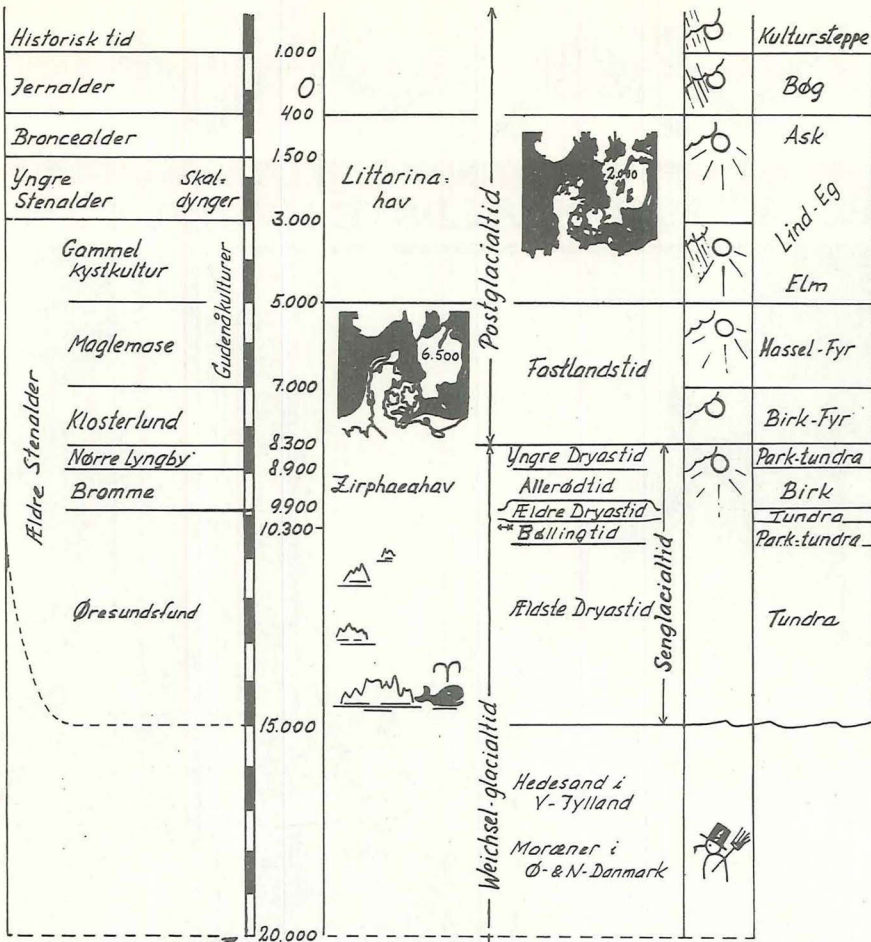 Historisk tid
Jernalder
Broncealder
Yngre
Stenalder
Skal=
dynger
Gammel
kystkultur
Gudenåkulturer
Maglemose
Klosterlund
Nørre Lyngby
Bromme
Ældre Stenalder
Øresundsfund
1.000
0
400
1.500
3.000
5.000
7.000
8.300
8.900
9.900
10.300
15.000
20.000
Littorina=
hav
6.500
Zirphaeahav
Postglacialtid
Weichsel-glacialtid
2.000
Fastlandstid
Yngre Dryastid
Allerødtid
Ældre Dryastid
Bøllingtid
Ældste Dryastid
Senglacialtid
Hedesand i
V-Jylland
Moræner i
Ø- & N-Danmark
Kultursteppe
Bøg
Ask
Lind-Eg
Elm
Hassel-Fyr
Birk-Fyr
Park-tundra
Birk
Tundra
Park=tundra
Tundra